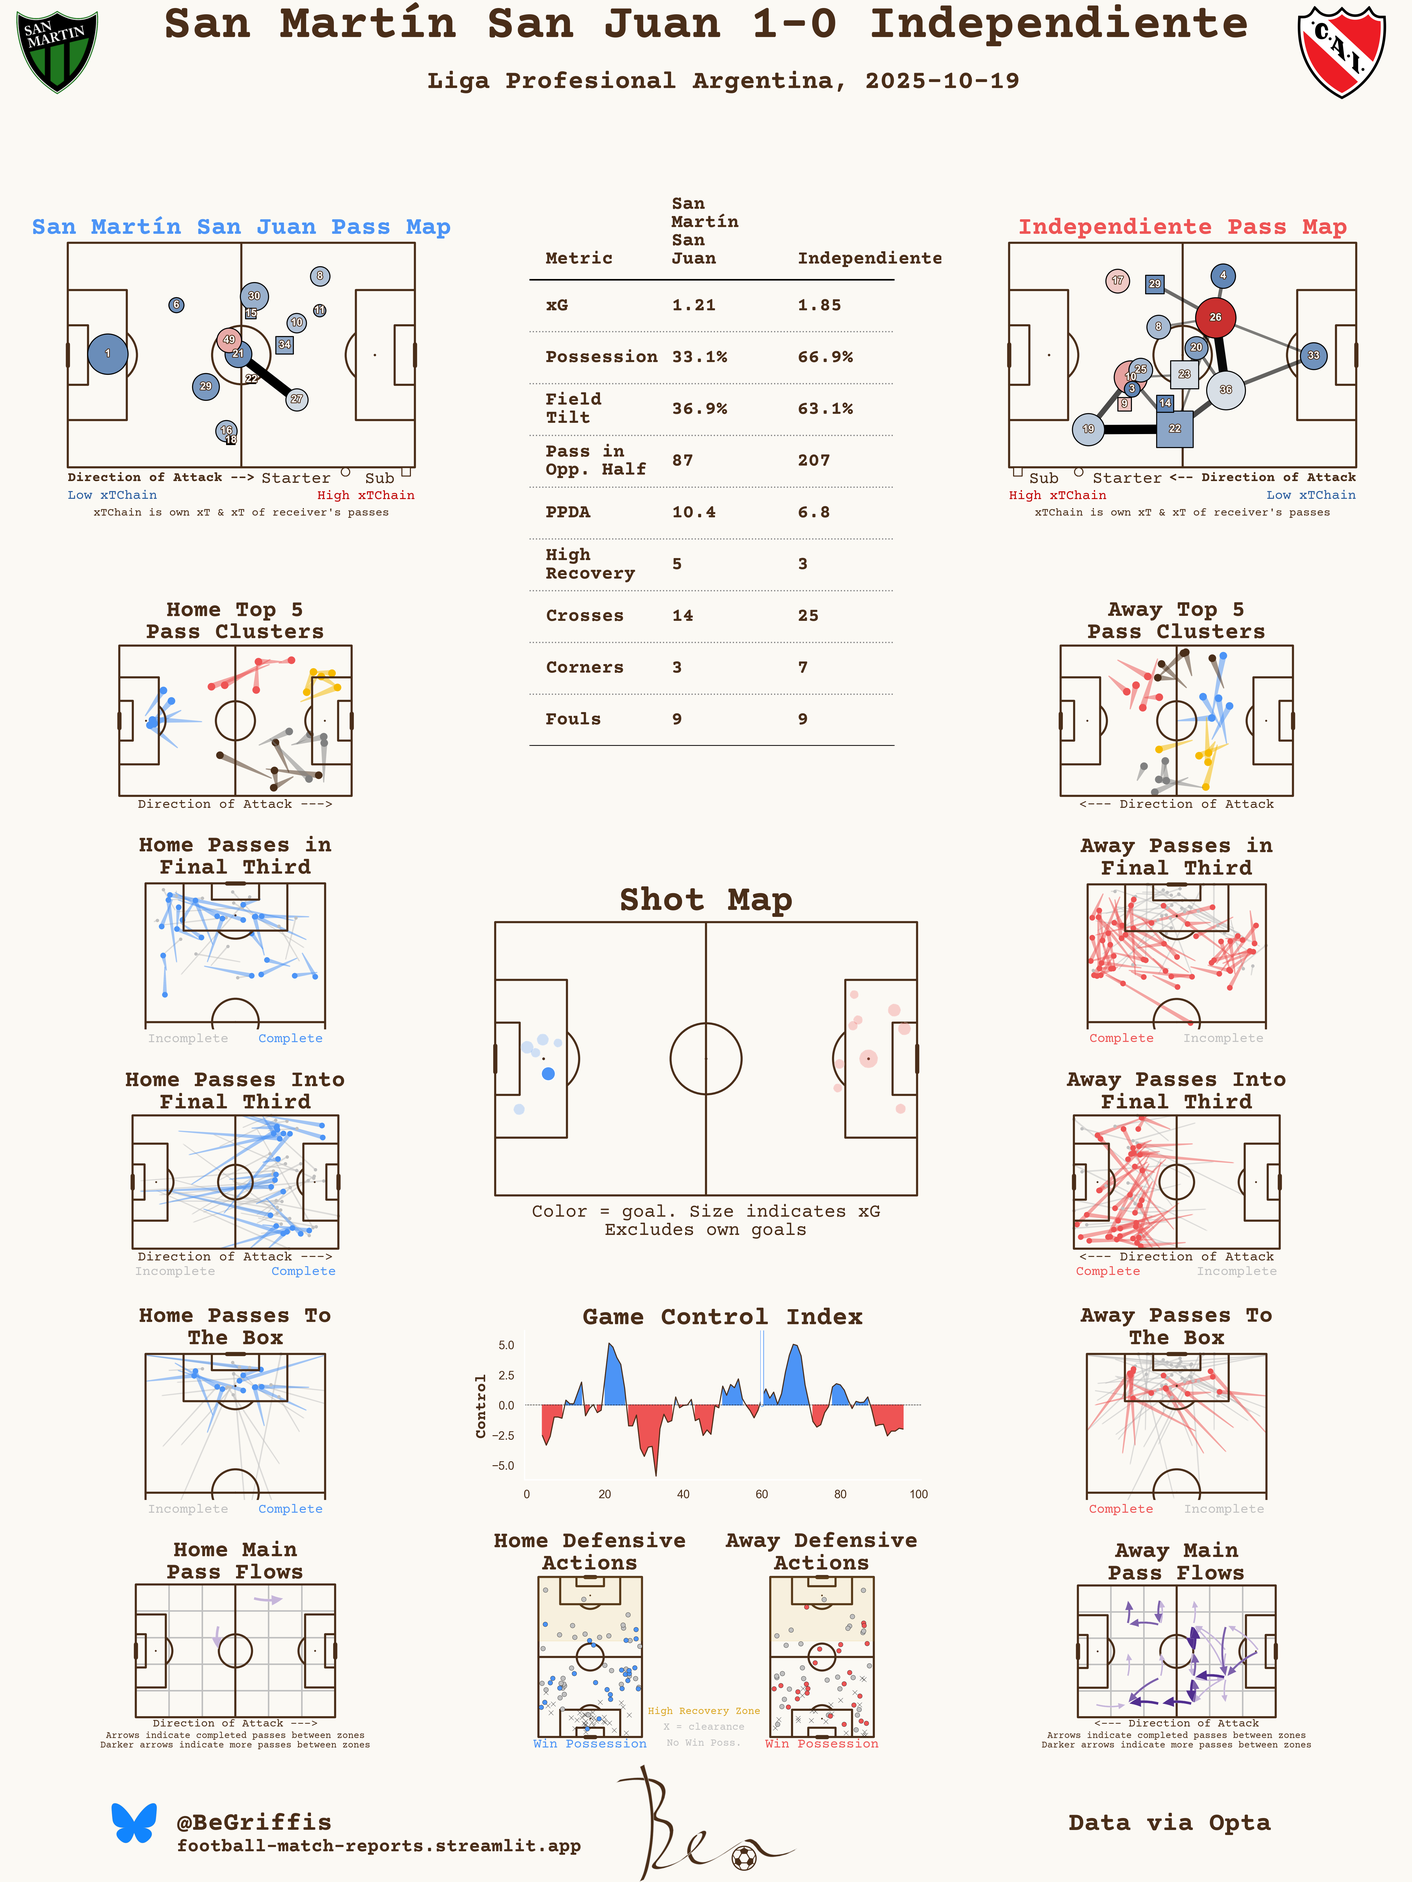 San Martín San Juan 1-0 Independiente
Liga Profesional Argentina, 2025-10-19
SAN MARTIN
C.A.I.
San Martín San Juan Pass Map
1
6
29
16
18
30
15
49
21
22
8
11
10
34
27
Direction of Attack --> Starter Sub
Low xTChain High xTChain
xTChain is own xT & xT of receiver's passes
San
Martín
San
Metric Juan Independiente
xG 1.21 1.85
Possession 33.1% 66.9%
Field
Tilt 36.9% 63.1%
Pass in
Opp. Half 87 207
PPDA 10.4 6.8
High
Recovery 5 3
Crosses 14 25
Corners 3 7
Fouls 9 9
Independiente Pass Map
17
29
4
26
8
20
33
25
10
3
23
36
9
14
19
22
Sub Starter <-- Direction of Attack
High xTChain Low xTChain
xTChain is own xT & xT of receiver's passes
Home Top 5
Pass Clusters
Direction of Attack --->
Away Top 5
Pass Clusters
<--- Direction of Attack
Home Passes in
Final Third
Incomplete Complete
Away Passes in
Final Third
Complete Incomplete
Shot Map
Color = goal. Size indicates xG
Excludes own goals
Home Passes Into
Final Third
Direction of Attack --->
Incomplete Complete
Away Passes Into
Final Third
<--- Direction of Attack
Complete Incomplete
Home Passes To
The Box
Incomplete Complete
Game Control Index
Control
5.0
2.5
0.0
−2.5
−5.0
0 20 40 60 80 100
Away Passes To
The Box
Complete Incomplete
Home Main
Pass Flows
Direction of Attack --->
Arrows indicate completed passes between zones
Darker arrows indicate more passes between zones
Home Defensive
Actions
Win Possession
High Recovery Zone
X = clearance
No Win Poss.
Away Defensive
Actions
Win Possession
Away Main
Pass Flows
<--- Direction of Attack
Arrows indicate completed passes between zones
Darker arrows indicate more passes between zones
@BeGriffis
football-match-reports.streamlit.app
Ben
Data via Opta